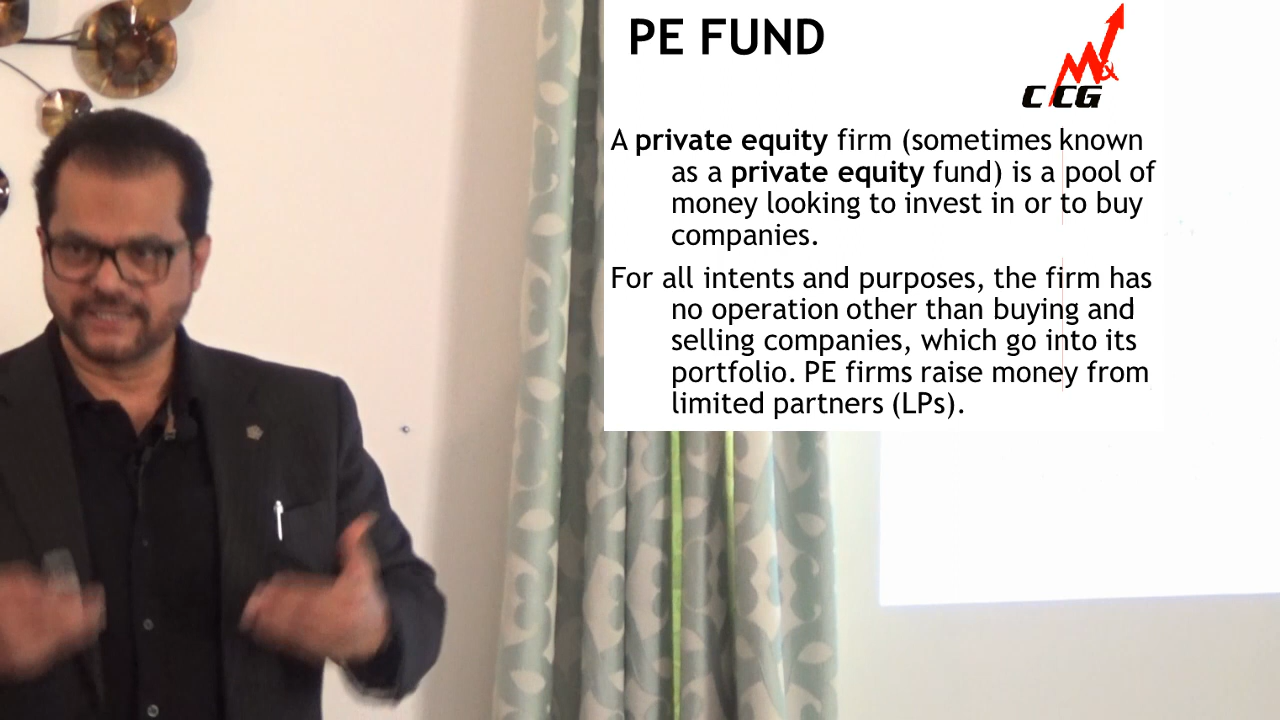 PE FUND
M&
CICG
A private equity firm (sometimes known
as a private equity fund) is a pool of
money looking to invest in or to buy
companies.
For all intents and purposes, the firm has
no operation other than buying and
selling companies, which go into its
portfolio. PE firms raise money from
limited partners (LPs).